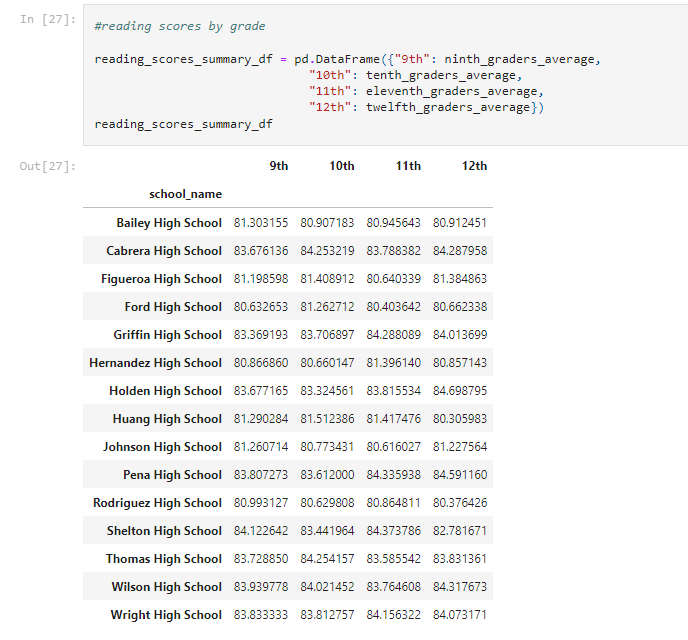 In [27]:
#reading scores by grade
reading_scores_summary_df = pd.DataFrame({"9th": ninth_graders_average,
"10th": tenth_graders_average,
"11th": eleventh_graders_average,
"12th": twelfth_graders_average})
reading_scores_summary_df
Out[27]:
9th 10th 11th 12th
school_name
Bailey High School 81.303155 80.907183 80.945643 80.912451
Cabrera High School 83.676136 84.253219 83.788382 84.287958
Figueroa High School 81.198598 81.408912 80.640339 81.384863
Ford High School 80.632653 81.262712 80.403642 80.662338
Griffin High School 83.369193 83.706897 84.288089 84.013699
Hernandez High School 80.866860 80.660147 81.396140 80.857143
Holden High School 83.677165 83.324561 83.815534 84.698795
Huang High School 81.290284 81.512386 81.417476 80.305983
Johnson High School 81.260714 80.773431 80.616027 81.227564
Pena High School 83.807273 83.612000 84.335938 84.591160
Rodriguez High School 80.993127 80.629808 80.864811 80.376426
Shelton High School 84.122642 83.441964 84.373786 82.781671
Thomas High School 83.728850 84.254157 83.585542 83.831361
Wilson High School 83.939778 84.021452 83.764608 84.317673
Wright High School 83.833333 83.812757 84.156322 84.073171